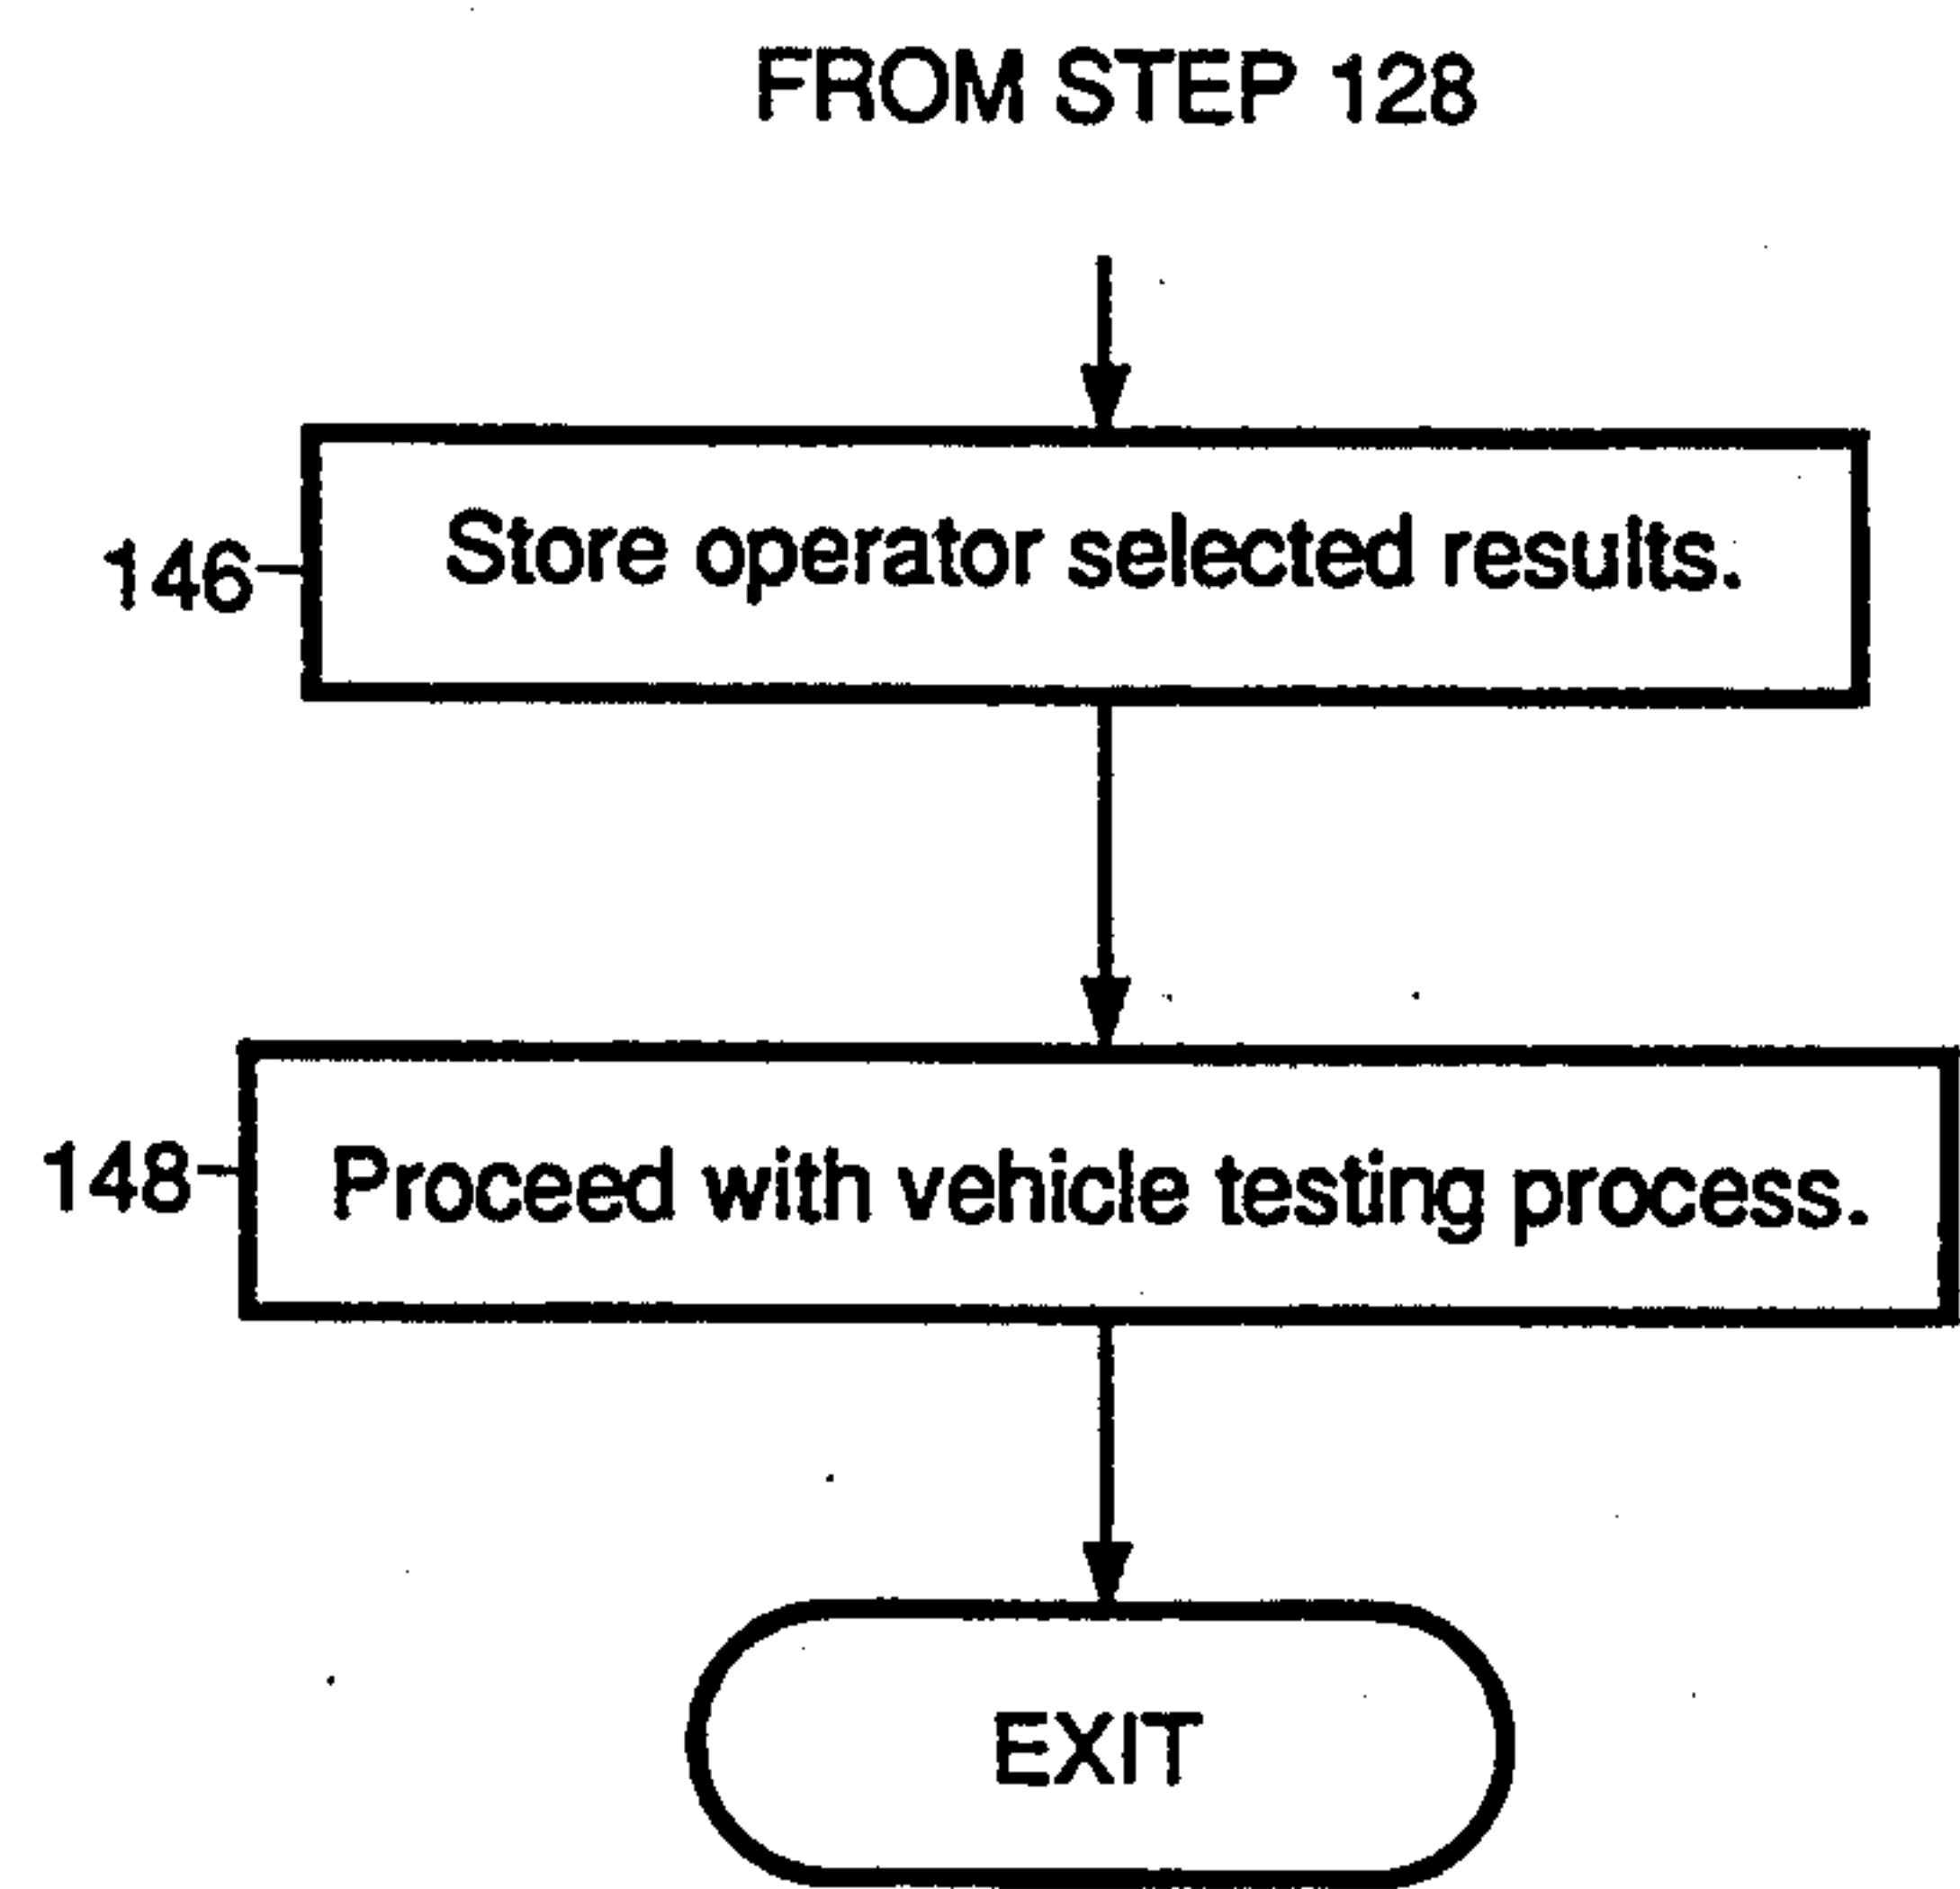 FROM STEP 128
146
Store operator selected results.
148
Proceed with vehicle testing process.
EXIT